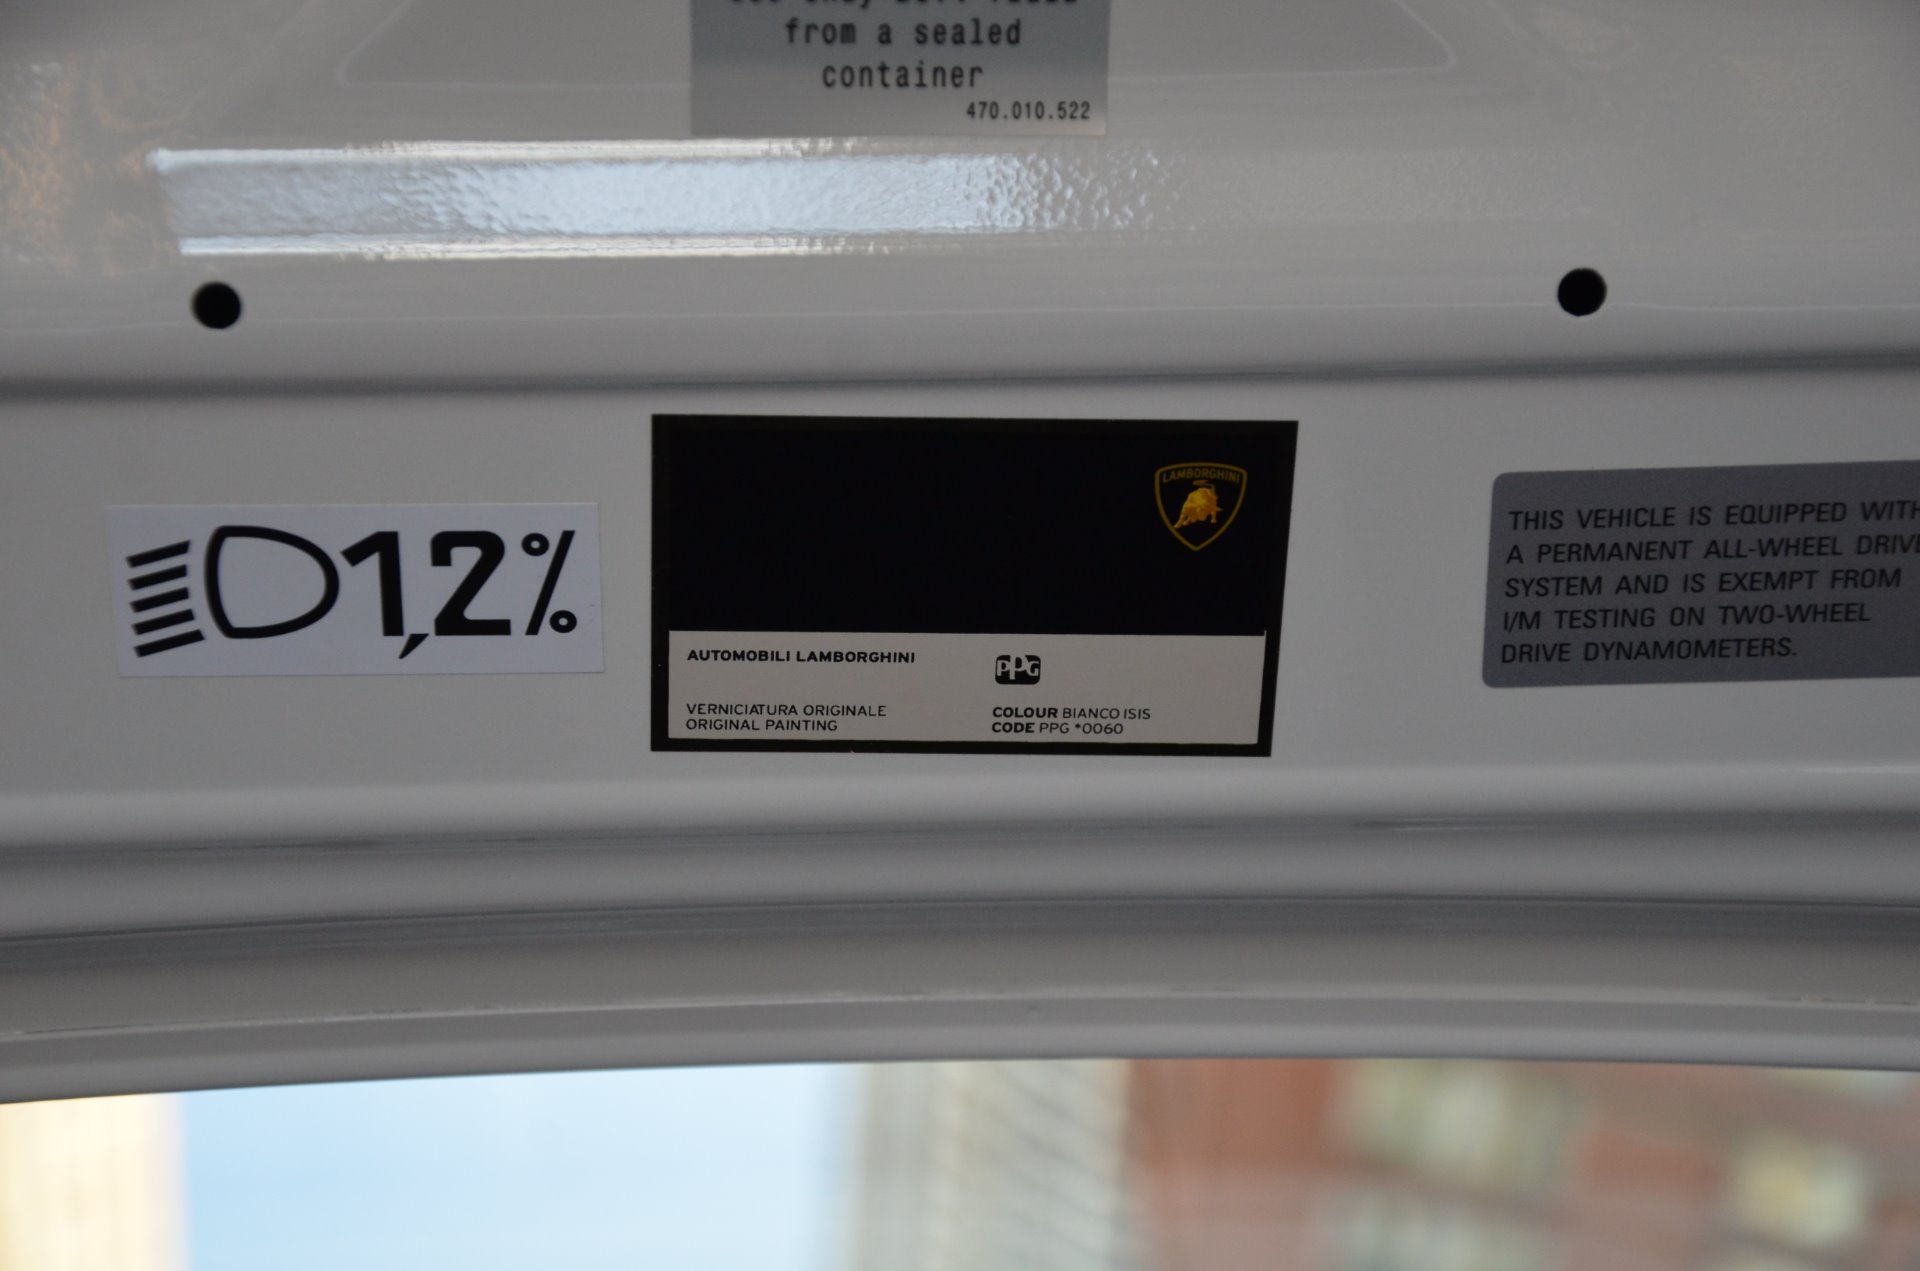 from a sealed
container
470.010.522
1,2%
LAMBORGHINI
AUTOMOBILI LAMBORGHINI
PPG
VERNICIATURA ORIGINALE
ORIGINAL PAINTING
COLOUR BIANCO ISIS
CODE PPG *0060
THIS VEHICLE IS EQUIPPED WITH
A PERMANENT ALL-WHEEL DRIVE
SYSTEM AND IS EXEMPT FROM
I/M TESTING ON TWO-WHEEL
DRIVE DYNAMOMETERS.